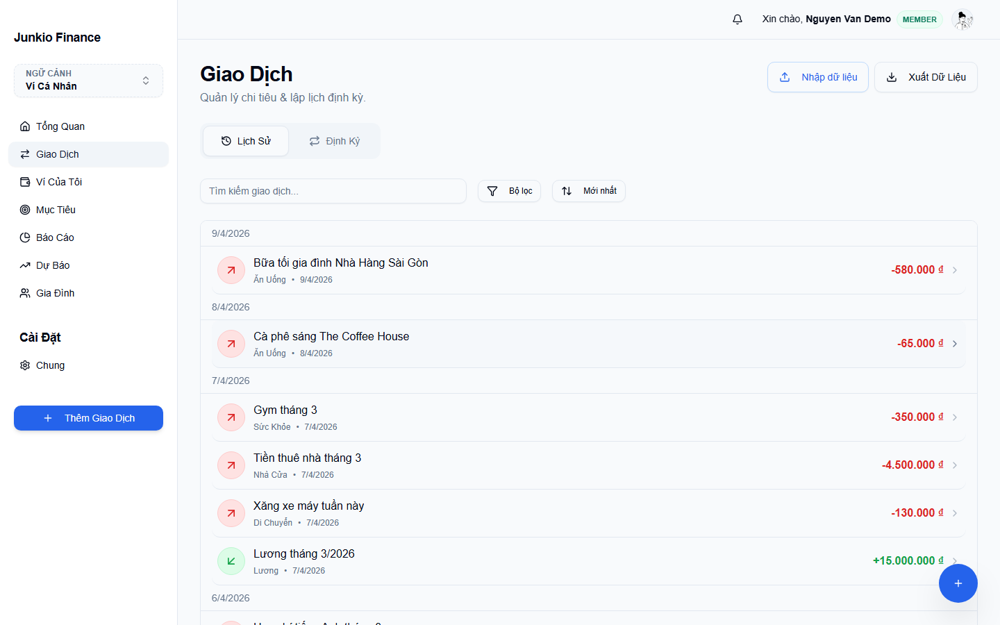 Junkio Finance
NGỮ CẢNH
Ví Cá Nhân
Tổng Quan
Giao Dịch
Ví Của Tôi
Mục Tiêu
Báo Cáo
Dự Báo
Gia Đình
Cài Đặt
Chung
Thêm Giao Dịch
Xin chào, Nguyen Van Demo MEMBER
Giao Dịch
Quản lý chi tiêu & lập lịch định kỳ.
Nhập dữ liệu
Xuất Dữ Liệu
Lịch Sử
Định Kỳ
Tìm kiếm giao dịch...
Bộ lọc
Mới nhất
9/4/2026
Bữa tối gia đình Nhà Hàng Sài Gòn
Ăn Uống • 9/4/2026
-580.000 ₫
8/4/2026
Cà phê sáng The Coffee House
Ăn Uống • 8/4/2026
-65.000 ₫
7/4/2026
Gym tháng 3
Sức Khỏe • 7/4/2026
-350.000 ₫
Tiền thuê nhà tháng 3
Nhà Cửa • 7/4/2026
-4.500.000 ₫
Xăng xe máy tuần này
Di Chuyển • 7/4/2026
-130.000 ₫
Lương tháng 3/2026
Lương • 7/4/2026
+15.000.000 ₫
6/4/2026